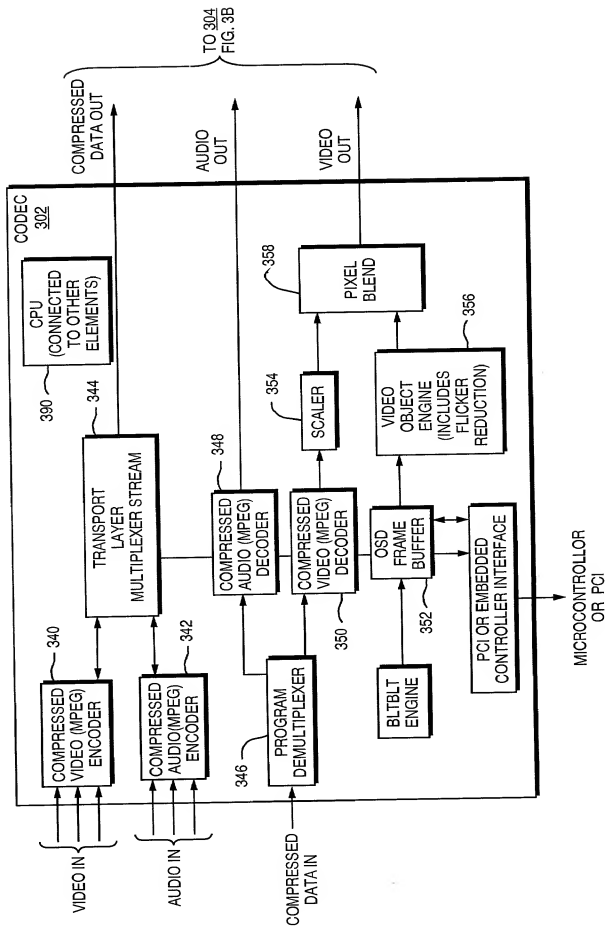 VIDEO IN
AUDIO IN
COMPRESSED
DATA IN
CODEC
302
340
COMPRESSED
VIDEO (MPEG)
ENCODER
342
COMPRESSED
AUDIO(MPEG)
ENCODER
344
TRANSPORT
LAYER
MULTIPLEXER STREAM
390
CPU
(CONNECTED
TO OTHER
ELEMENTS)
346
PROGRAM
DEMULTIPLEXER
348
COMPRESSED
AUDIO (MPEG)
DECODER
COMPRESSED
VIDEO (MPEG)
DECODER
350
354
SCALER
358
PIXEL
BLEND
BLTBLT
ENGINE
OSD
FRAME
BUFFER
352
VIDEO
OBJECT
ENGINE
(INCLUDES
FLICKER
REDUCTION)
356
PCI OR EMBEDDED
CONTROLLER INTERFACE
MICROCONTROLLER
OR PCI
COMPRESSED
DATA OUT
AUDIO
OUT
VIDEO
OUT
TO 304
FIG. 3B